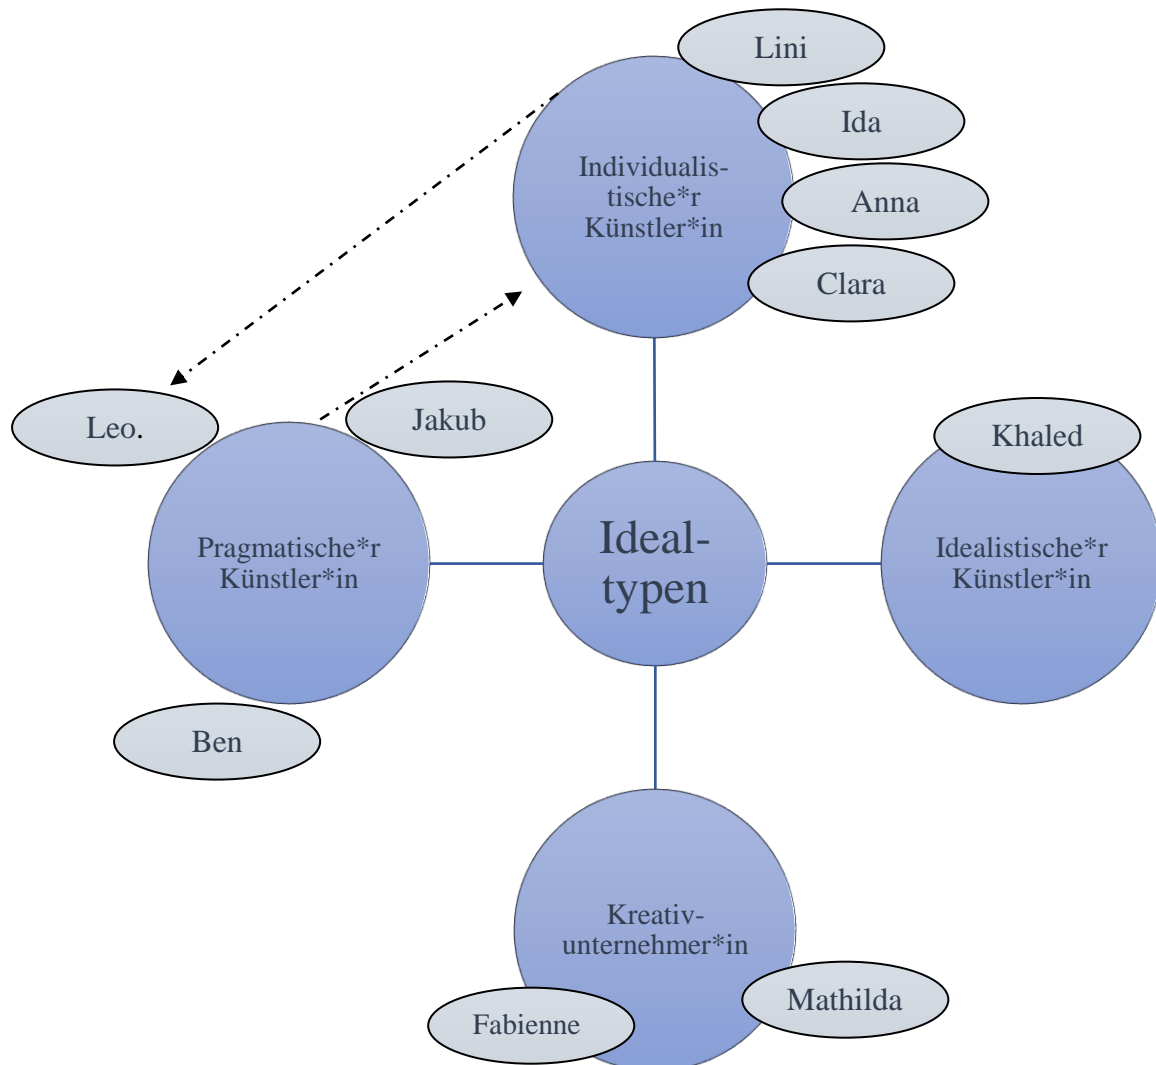 Lini
Ida
Individualis-
tische*r
Künstler*in
Anna
Clara
Leo.
Jakub
Khaled
Pragmatische*r
Künstler*in
Ideal-
typen
Idealistische*r
Künstler*in
Ben
Kreativ-
unternehmer*in
Mathilda
Fabienne